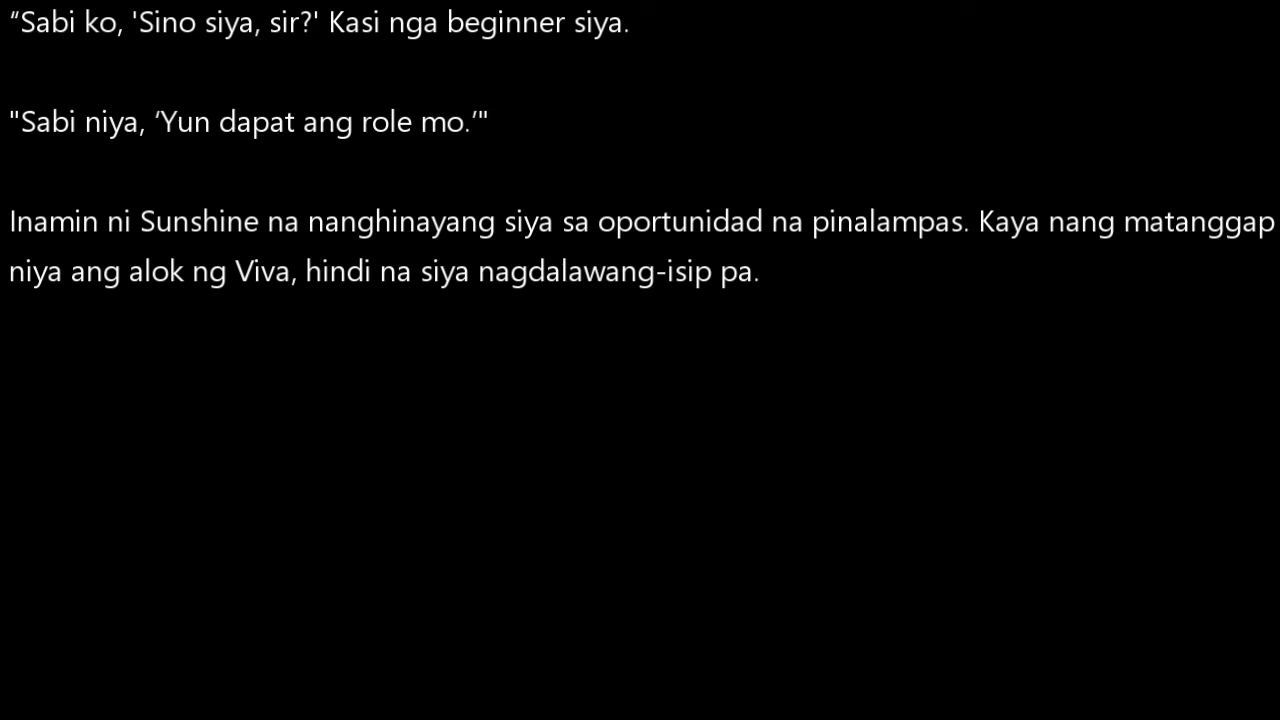 “Sabi ko, 'Sino siya, sir?' Kasi nga beginner siya.
"Sabi niya, ‘Yun dapat ang role mo.’"
Inamin ni Sunshine na nanghinayang siya sa oportunidad na pinalampas. Kaya nang matanggap
niya ang alok ng Viva, hindi na siya nagdalawang-isip pa.